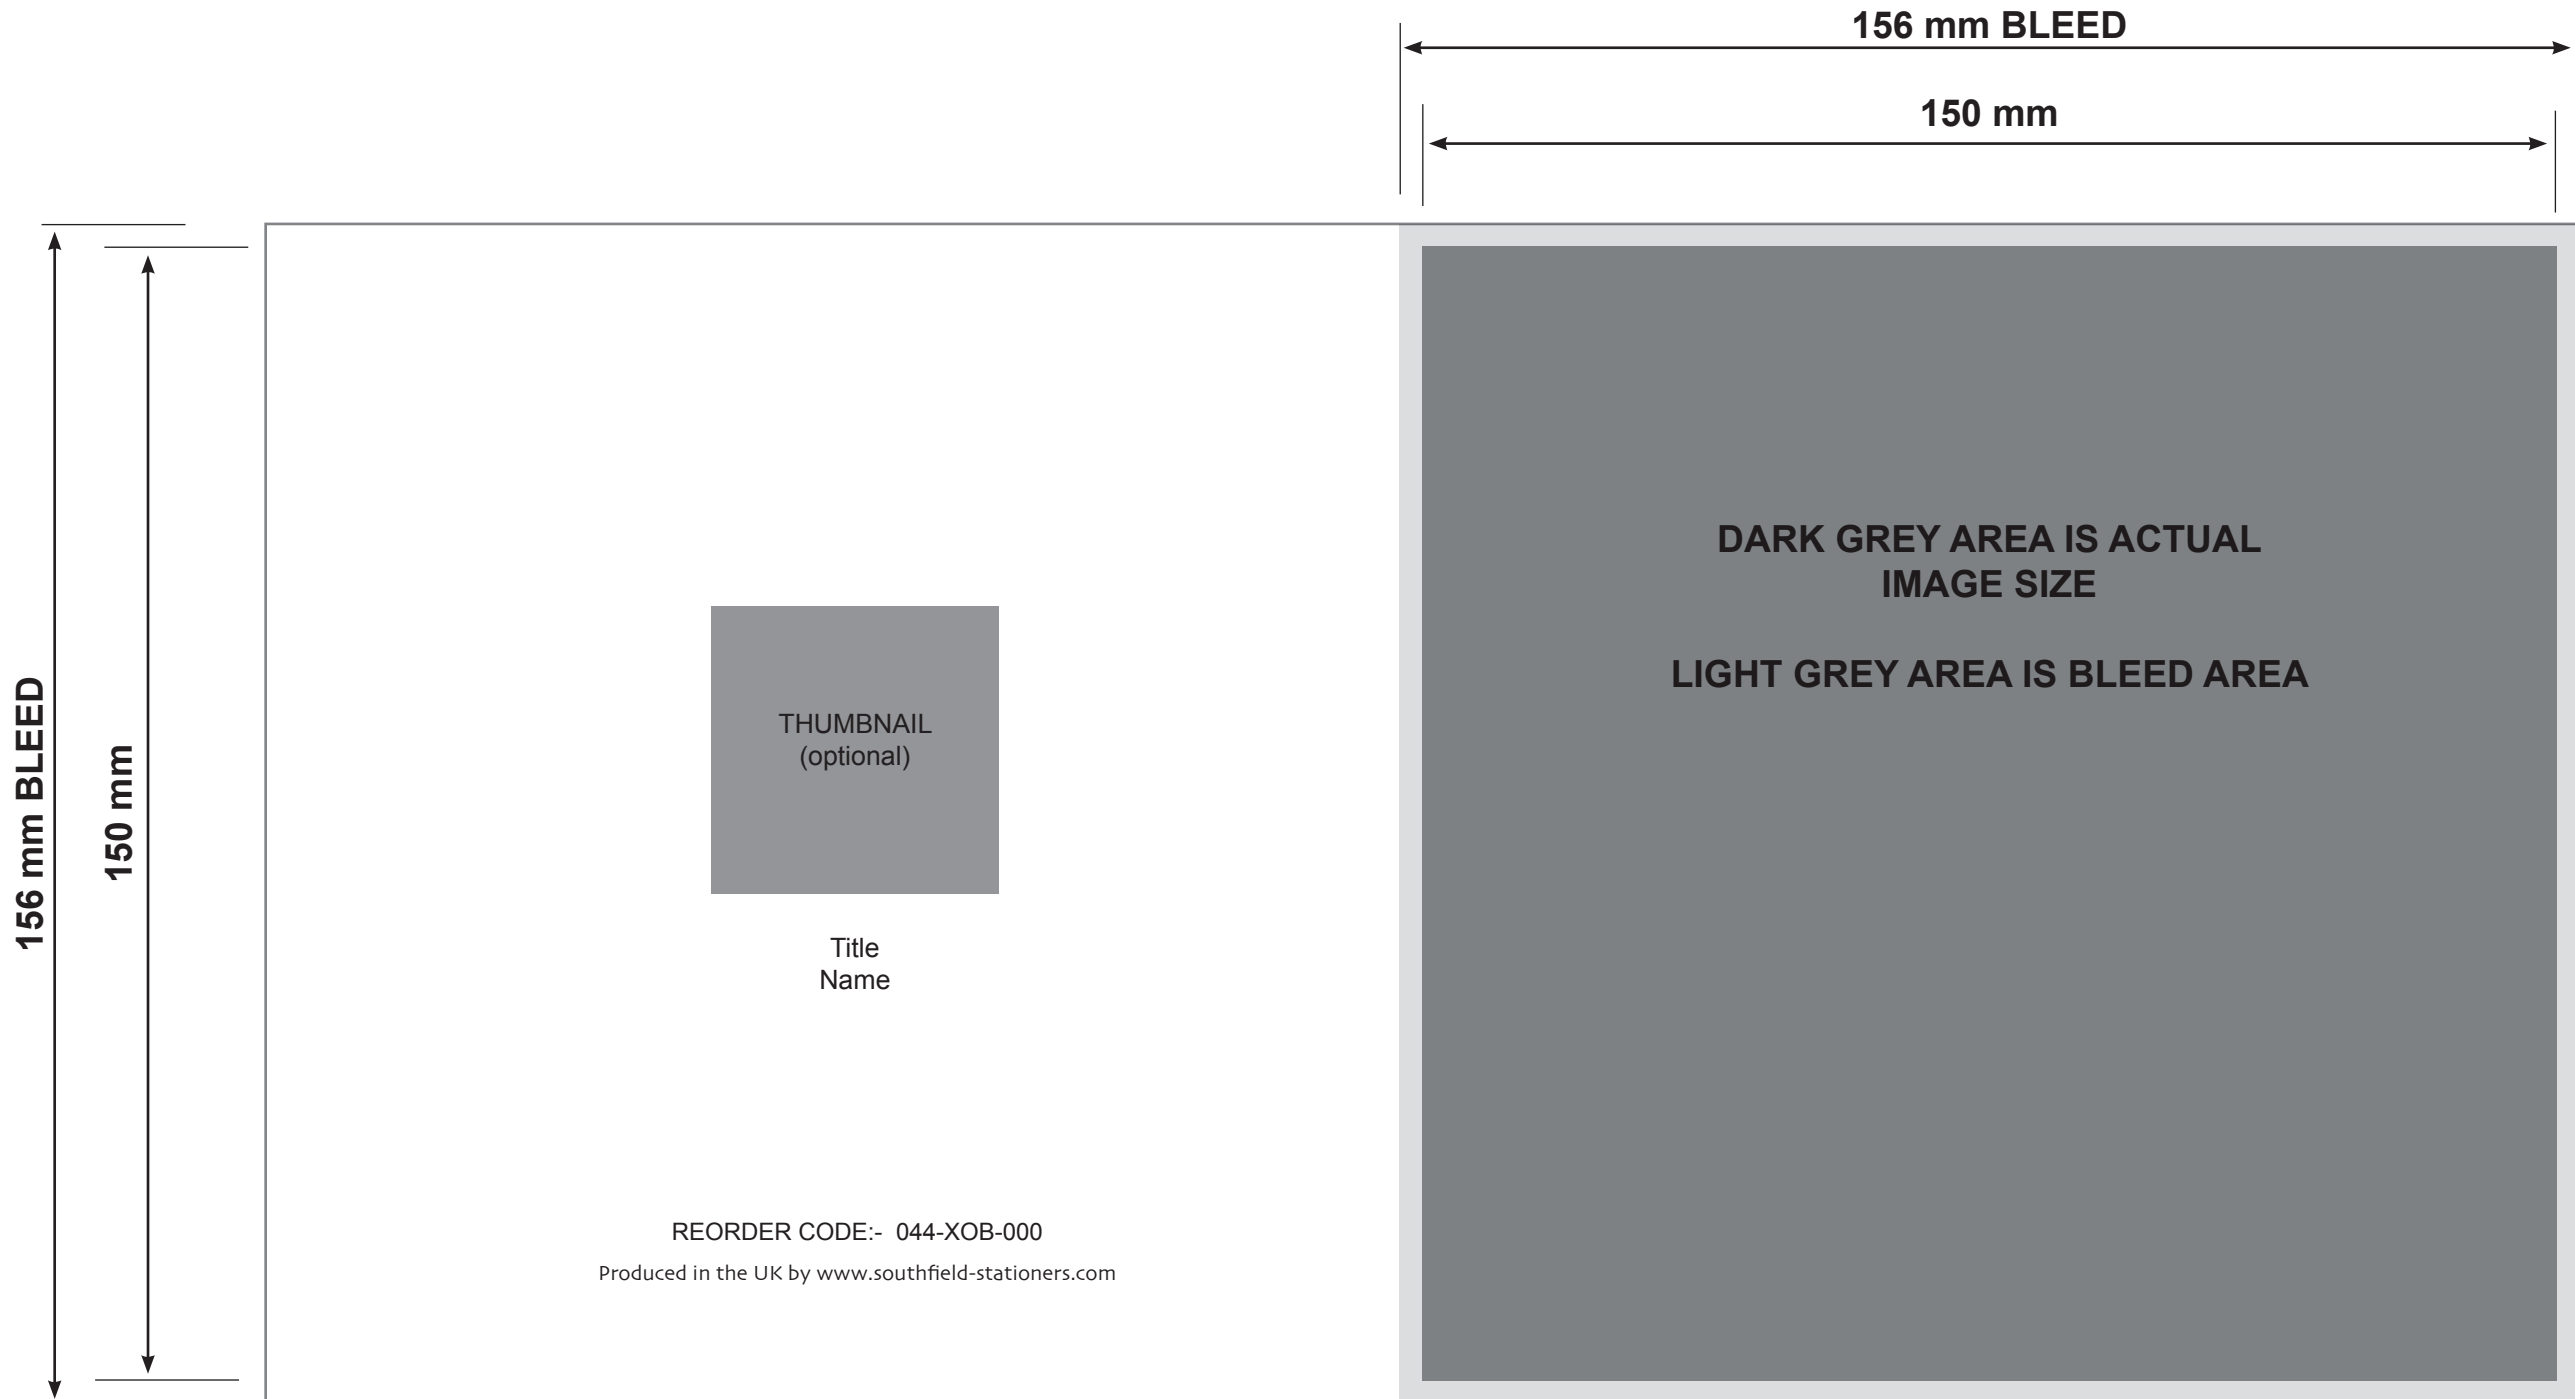 156 mm BLEED
150 mm
156 mm BLEED
150 mm
DARK GREY AREA IS ACTUAL
IMAGE SIZE
LIGHT GREY AREA IS BLEED AREA
THUMBNAIL
(optional)
Title
Name
REORDER CODE:-  044-XOB-000
Produced in the UK by www.southfield-stationers.com